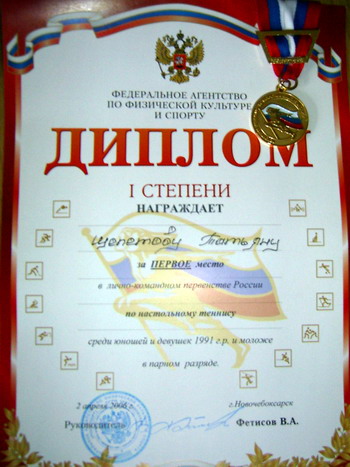 ФЕДЕРАЛЬНОЕ АГЕНТСТВО
ПО ФИЗИЧЕСКОЙ КУЛЬТУРЕ
И СПОРТУ
ДИПЛОМ
I СТЕПЕНИ
НАГРАЖДАЕТ
Татьяну
за ПЕРВОЕ место
в лично-командном первенстве России
по настольному теннису
среди юношей и девушек 1991 г.р. и моложе
в парном разряде.
2 апреля 2006 г. г.Новочебоксарск
Руководитель Фетисов В.А.